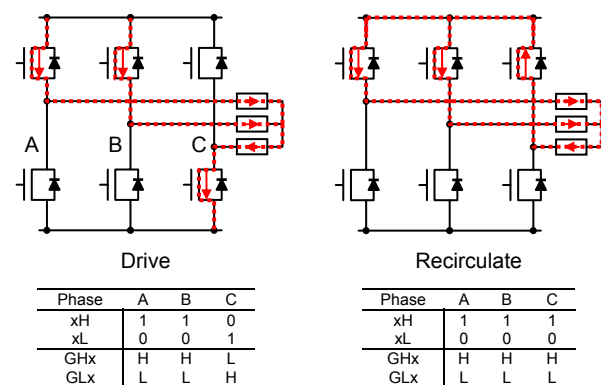 A B C
Drive
Phase A B C
xH 1 1 0
xL 0 0 1
GHx H H L
GLx L L H
Recirculate
Phase A B C
xH 1 1 1
xL 0 0 0
GHx H H H
GLx L L L